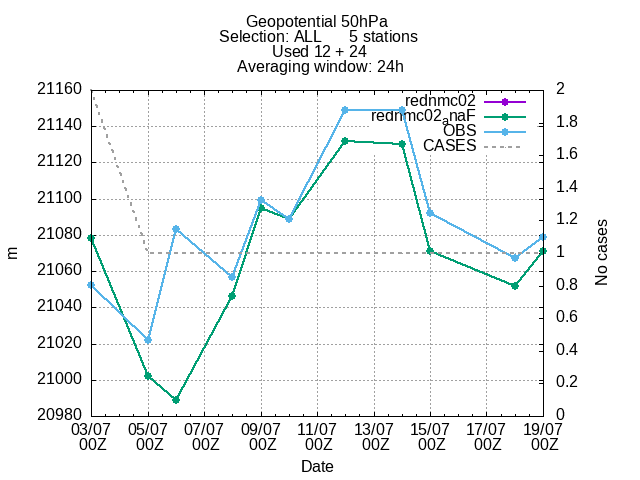 Geopotential 50hPa
Selection: ALL 5 stations
Used 12 + 24
Averaging window: 24h
rednmc02
rednmc02_anaF
OBS
CASES
21160
21140
21120
21100
21080
21060
21040
21020
21000
20980
m
2
1.8
1.6
1.4
1.2
1
0.8
0.6
0.4
0.2
0
No cases
03/07 05/07 07/07 09/07 11/07 13/07 15/07 17/07 19/07
00Z 00Z 00Z 00Z 00Z 00Z 00Z 00Z 00Z
Date